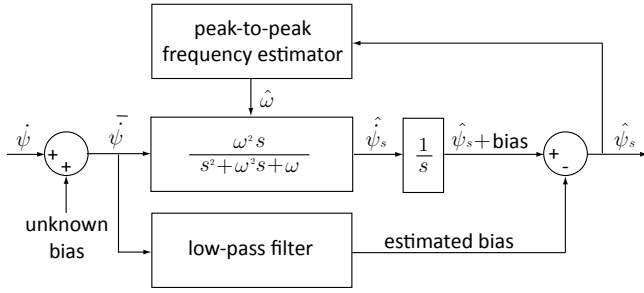 peak-to-peak
frequency estimator
ω̂
ψ̇
+
+
ψ̇̄
ω²s
s²+ω²s+ω
ψ̇̂ₛ
1
s
ψ̂ₛ+bias
+
-
ψ̂ₛ
unknown
bias
low-pass filter
estimated bias